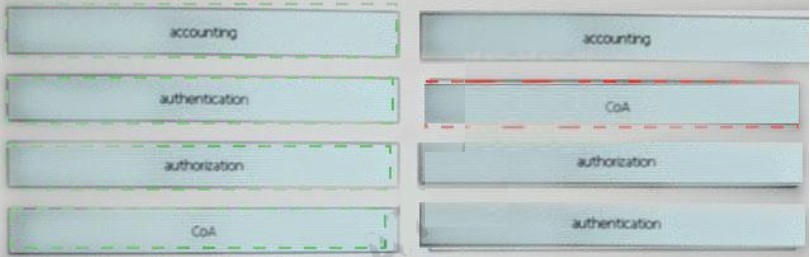 accounting accounting
authentication CoA
authorization authorization
CoA authentication